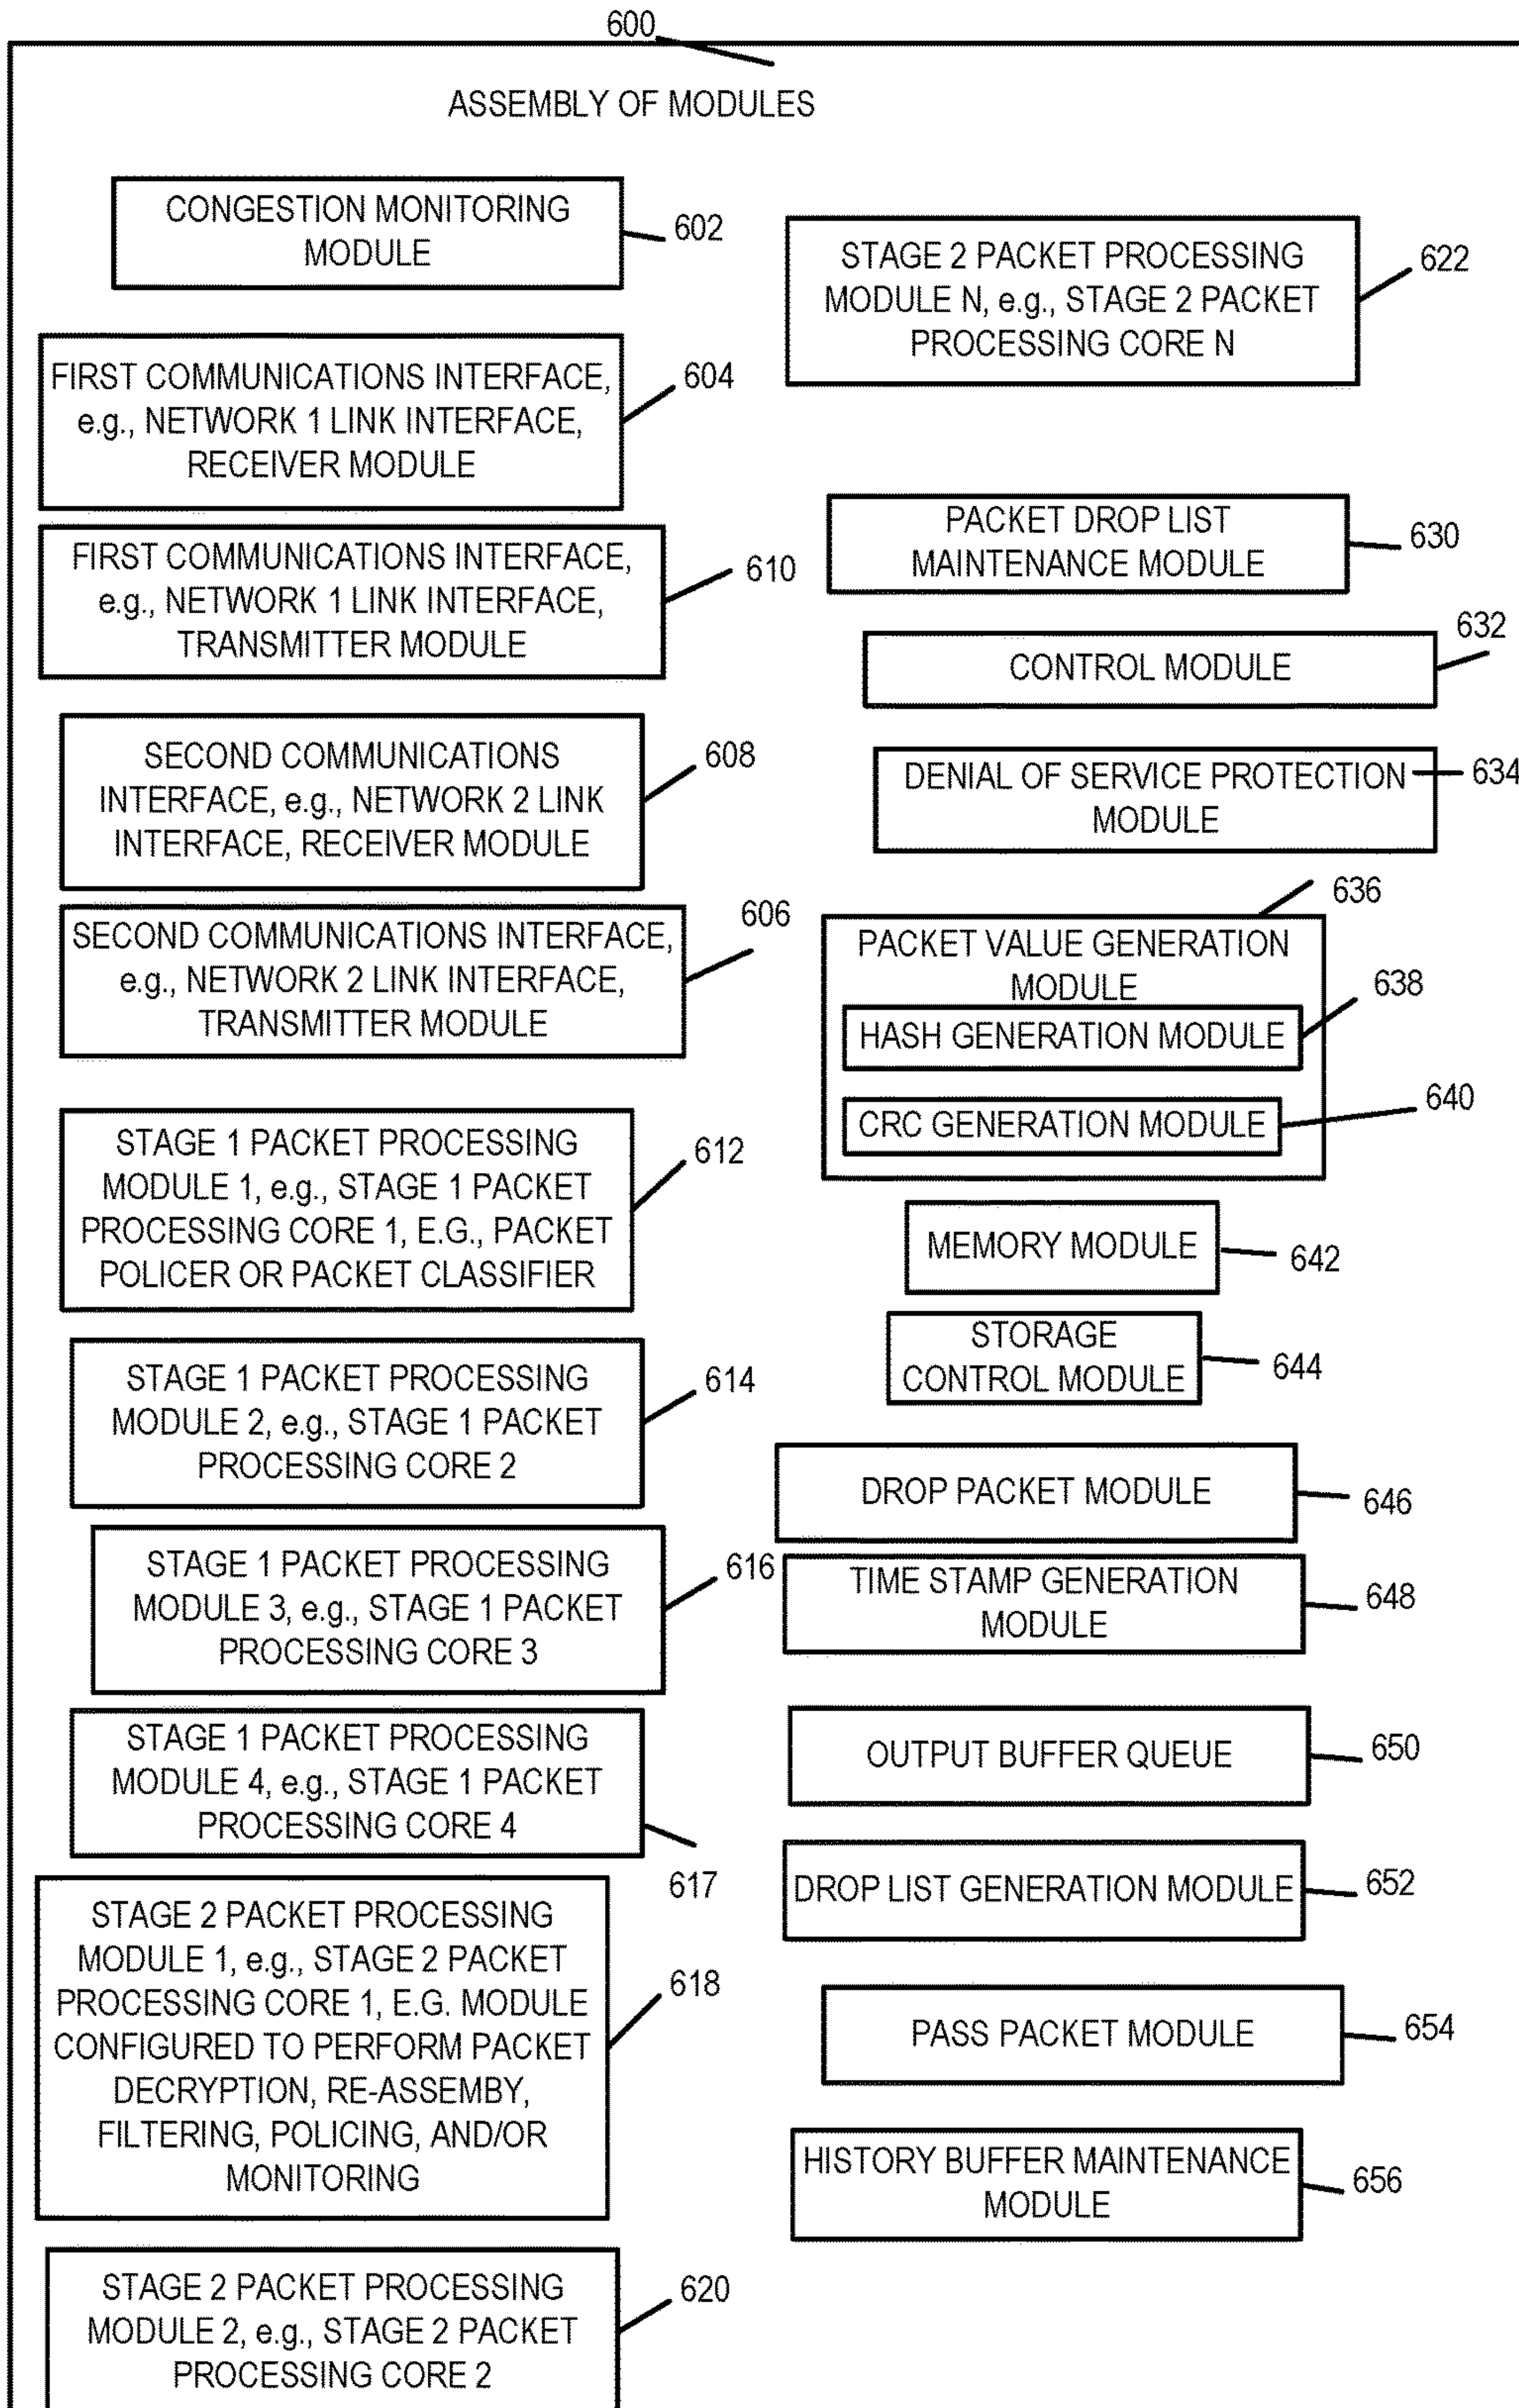 600
ASSEMBLY OF MODULES
CONGESTION MONITORING
MODULE
602
FIRST COMMUNICATIONS INTERFACE,
e.g., NETWORK 1 LINK INTERFACE,
RECEIVER MODULE
604
FIRST COMMUNICATIONS INTERFACE,
e.g., NETWORK 1 LINK INTERFACE,
TRANSMITTER MODULE
610
SECOND COMMUNICATIONS
INTERFACE, e.g., NETWORK 2 LINK
INTERFACE, RECEIVER MODULE
608
SECOND COMMUNICATIONS INTERFACE,
e.g., NETWORK 2 LINK INTERFACE,
TRANSMITTER MODULE
606
STAGE 1 PACKET PROCESSING
MODULE 1, e.g., STAGE 1 PACKET
PROCESSING CORE 1, E.G., PACKET
POLICER OR PACKET CLASSIFIER
612
STAGE 1 PACKET PROCESSING
MODULE 2, e.g., STAGE 1 PACKET
PROCESSING CORE 2
614
STAGE 1 PACKET PROCESSING
MODULE 3, e.g., STAGE 1 PACKET
PROCESSING CORE 3
616
STAGE 1 PACKET PROCESSING
MODULE 4, e.g., STAGE 1 PACKET
PROCESSING CORE 4
617
STAGE 2 PACKET PROCESSING
MODULE 1, e.g., STAGE 2 PACKET
PROCESSING CORE 1, E.G. MODULE
CONFIGURED TO PERFORM PACKET
DECRYPTION, RE-ASSEMBY,
FILTERING, POLICING, AND/OR
MONITORING
618
STAGE 2 PACKET PROCESSING
MODULE 2, e.g., STAGE 2 PACKET
PROCESSING CORE 2
620
STAGE 2 PACKET PROCESSING
MODULE N, e.g., STAGE 2 PACKET
PROCESSING CORE N
622
PACKET DROP LIST
MAINTENANCE MODULE
630
CONTROL MODULE
632
DENIAL OF SERVICE PROTECTION
MODULE
634
636
PACKET VALUE GENERATION
MODULE
HASH GENERATION MODULE
638
CRC GENERATION MODULE
640
MEMORY MODULE
642
STORAGE
CONTROL MODULE
644
DROP PACKET MODULE
646
TIME STAMP GENERATION
MODULE
648
OUTPUT BUFFER QUEUE
650
DROP LIST GENERATION MODULE
652
PASS PACKET MODULE
654
HISTORY BUFFER MAINTENANCE
MODULE
656